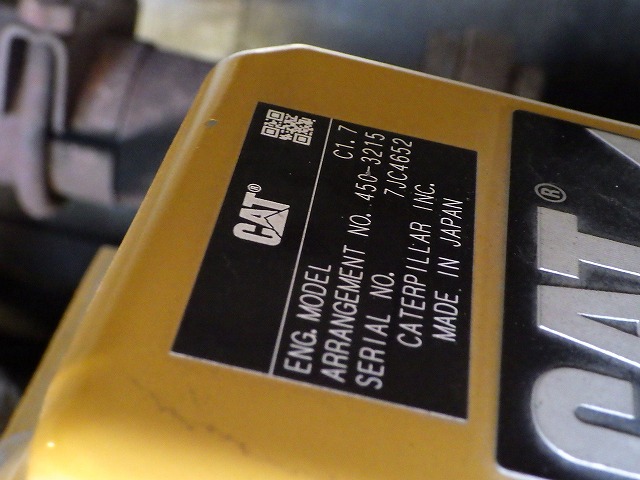 CAT®
ENG. MODEL C1.7
ARRANGEMENT NO. 450-3215
SERIAL NO. 7JC4652
CATERPILLAR INC.
MADE IN JAPAN
CAT®